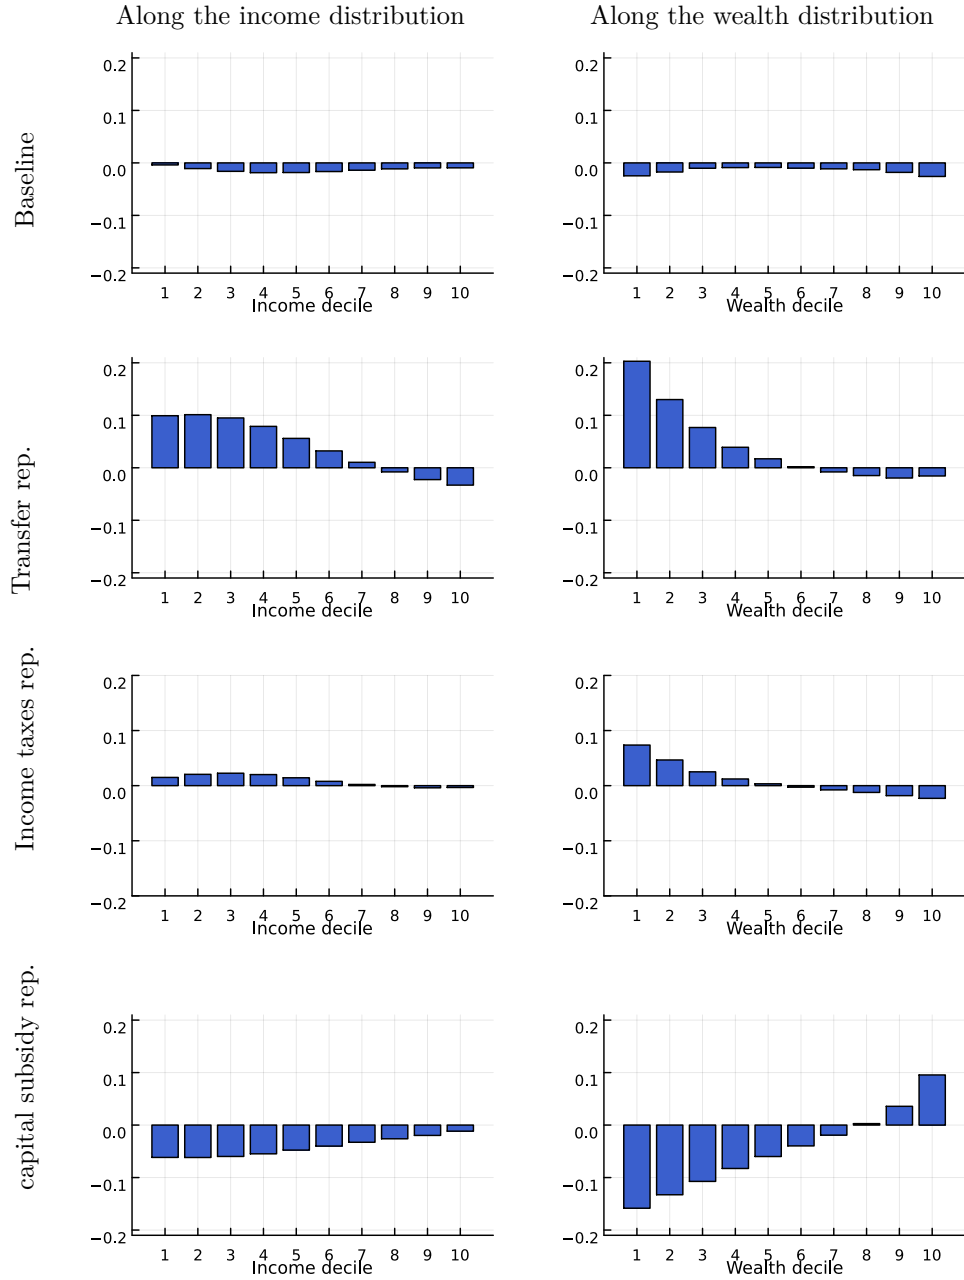 Along the income distribution
Along the wealth distribution
Baseline
0.2
0.1
0.0
−0.1
−0.2
1 2 3 4 5 6 7 8 9 10
Income decile
0.2
0.1
0.0
−0.1
−0.2
1 2 3 4 5 6 7 8 9 10
Wealth decile
Transfer rep.
0.2
0.1
0.0
−0.1
−0.2
1 2 3 4 5 6 7 8 9 10
Income decile
0.2
0.1
0.0
−0.1
−0.2
1 2 3 4 5 6 7 8 9 10
Wealth decile
Income taxes rep.
0.2
0.1
0.0
−0.1
−0.2
1 2 3 4 5 6 7 8 9 10
Income decile
0.2
0.1
0.0
−0.1
−0.2
1 2 3 4 5 6 7 8 9 10
Wealth decile
capital subsidy rep.
0.2
0.1
0.0
−0.1
−0.2
1 2 3 4 5 6 7 8 9 10
Income decile
0.2
0.1
0.0
−0.1
−0.2
1 2 3 4 5 6 7 8 9 10
Wealth decile